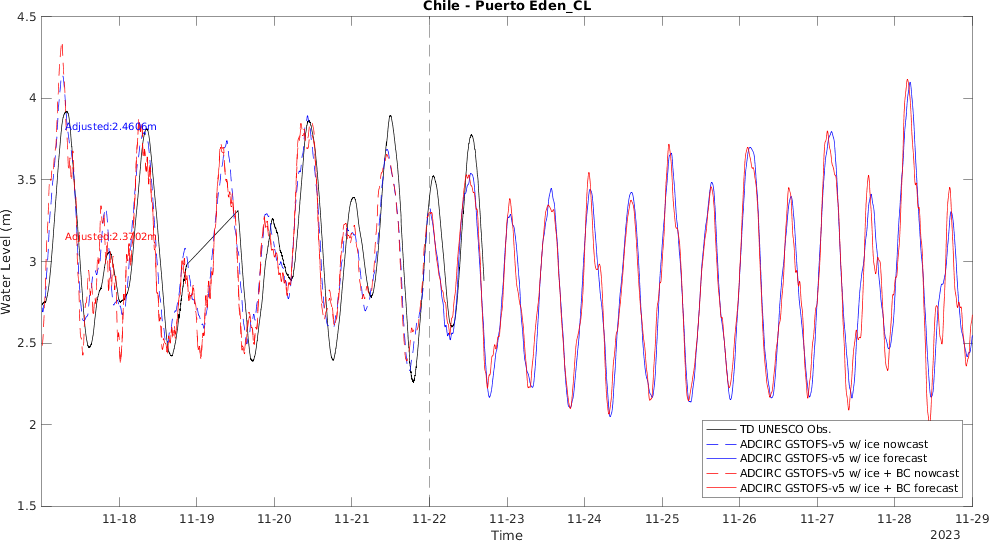 Chile - Puerto Eden_CL
Water Level (m)
4.5
4
3.5
3
2.5
2
1.5
Adjusted:2.4606m
Adjusted:2.3702m
TD UNESCO Obs.
ADCIRC GSTOFS-v5 w/ ice nowcast
ADCIRC GSTOFS-v5 w/ ice forecast
ADCIRC GSTOFS-v5 w/ ice + BC nowcast
ADCIRC GSTOFS-v5 w/ ice + BC forecast
11-18 11-19 11-20 11-21 11-22 11-23 11-24 11-25 11-26 11-27 11-28 11-29
Time
2023